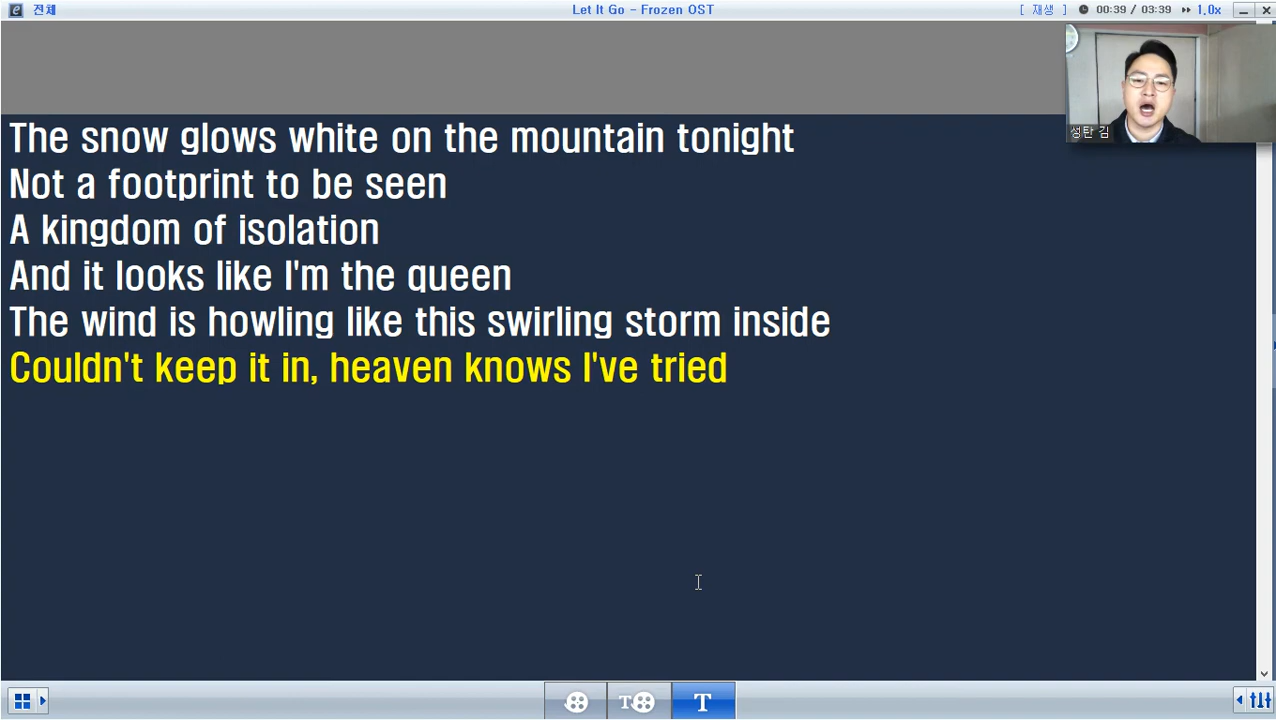 전체
Let It Go - Frozen OST
[ 재생 ] 00:39 / 03:39 1.0x
성탄 김
The snow glows white on the mountain tonight
Not a footprint to be seen
A kingdom of isolation
And it looks like I'm the queen
The wind is howling like this swirling storm inside
Couldn't keep it in, heaven knows I've tried
T
T